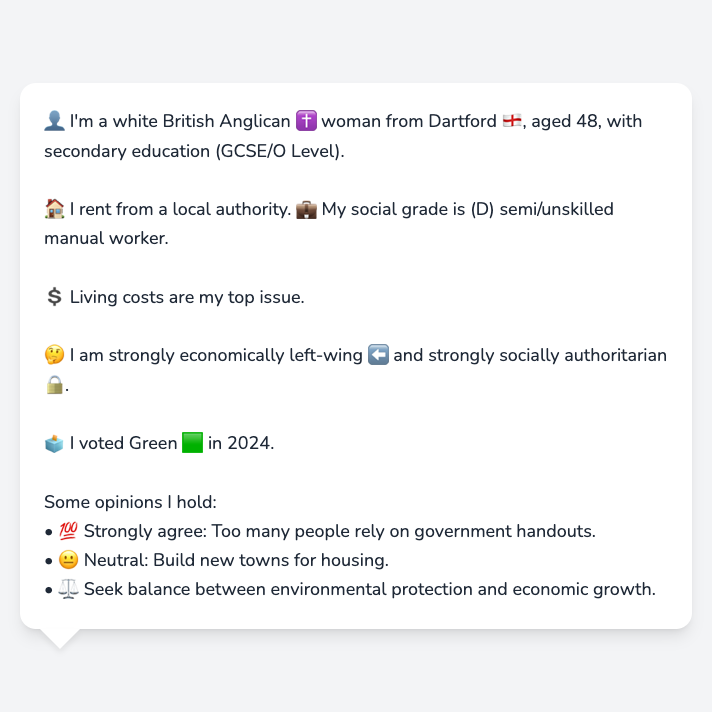 👤 I'm a white British Anglican ✝️ woman from Dartford 🏴󠁧󠁢󠁥󠁮󠁧󠁿, aged 48, with
secondary education (GCSE/O Level).
🏠 I rent from a local authority. 💼 My social grade is (D) semi/unskilled
manual worker.
💲 Living costs are my top issue.
🤔 I am strongly economically left-wing ⬅️ and strongly socially authoritarian
🔒.
🗳️ I voted Green 🟩 in 2024.
Some opinions I hold:
• 💯 Strongly agree: Too many people rely on government handouts.
• 😐 Neutral: Build new towns for housing.
• ⚖️ Seek balance between environmental protection and economic growth.